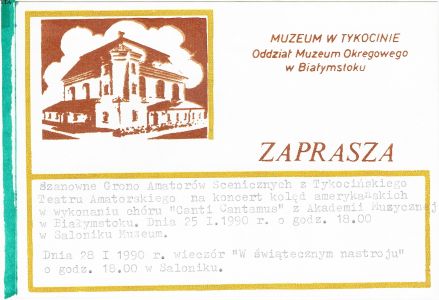 MUZEUM W TYKOCINIE
Oddział Muzeum Okręgowego
w Białymstoku
ZAPRASZA
Szanowne Grono Amatorów Scenicznych z Tykocińskiego
Teatru Amatorskiego na koncert kolęd amerykańskich
w wykonaniu chóru "Canti Cantamus" z Akademii Muzycznej
w Białymstoku. Dnia 25 I.1990 r. o godz. 18.00
w Saloniku Muzeum.
Dnia 28 I 1990 r. wieczór "W świątecznym nastroju"
o godz. 18.00 w Saloniku.